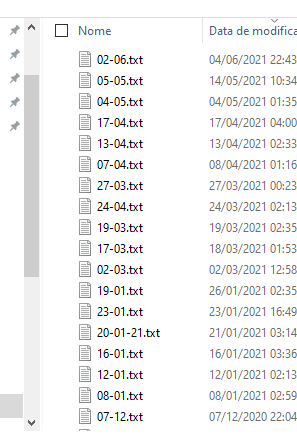 Nome Data de modifica
02-06.txt 04/06/2021 22:43
05-05.txt 14/05/2021 10:34
04-05.txt 04/05/2021 01:35
17-04.txt 17/04/2021 04:00
13-04.txt 13/04/2021 02:33
07-04.txt 08/04/2021 01:16
27-03.txt 27/03/2021 00:23
24-04.txt 24/03/2021 02:13
19-03.txt 19/03/2021 02:35
17-03.txt 18/03/2021 01:53
02-03.txt 02/03/2021 12:58
19-01.txt 26/01/2021 02:35
23-01.txt 23/01/2021 16:49
20-01-21.txt 21/01/2021 03:14
16-01.txt 16/01/2021 03:36
12-01.txt 12/01/2021 02:13
08-01.txt 08/01/2021 02:59
07-12.txt 07/12/2020 22:04